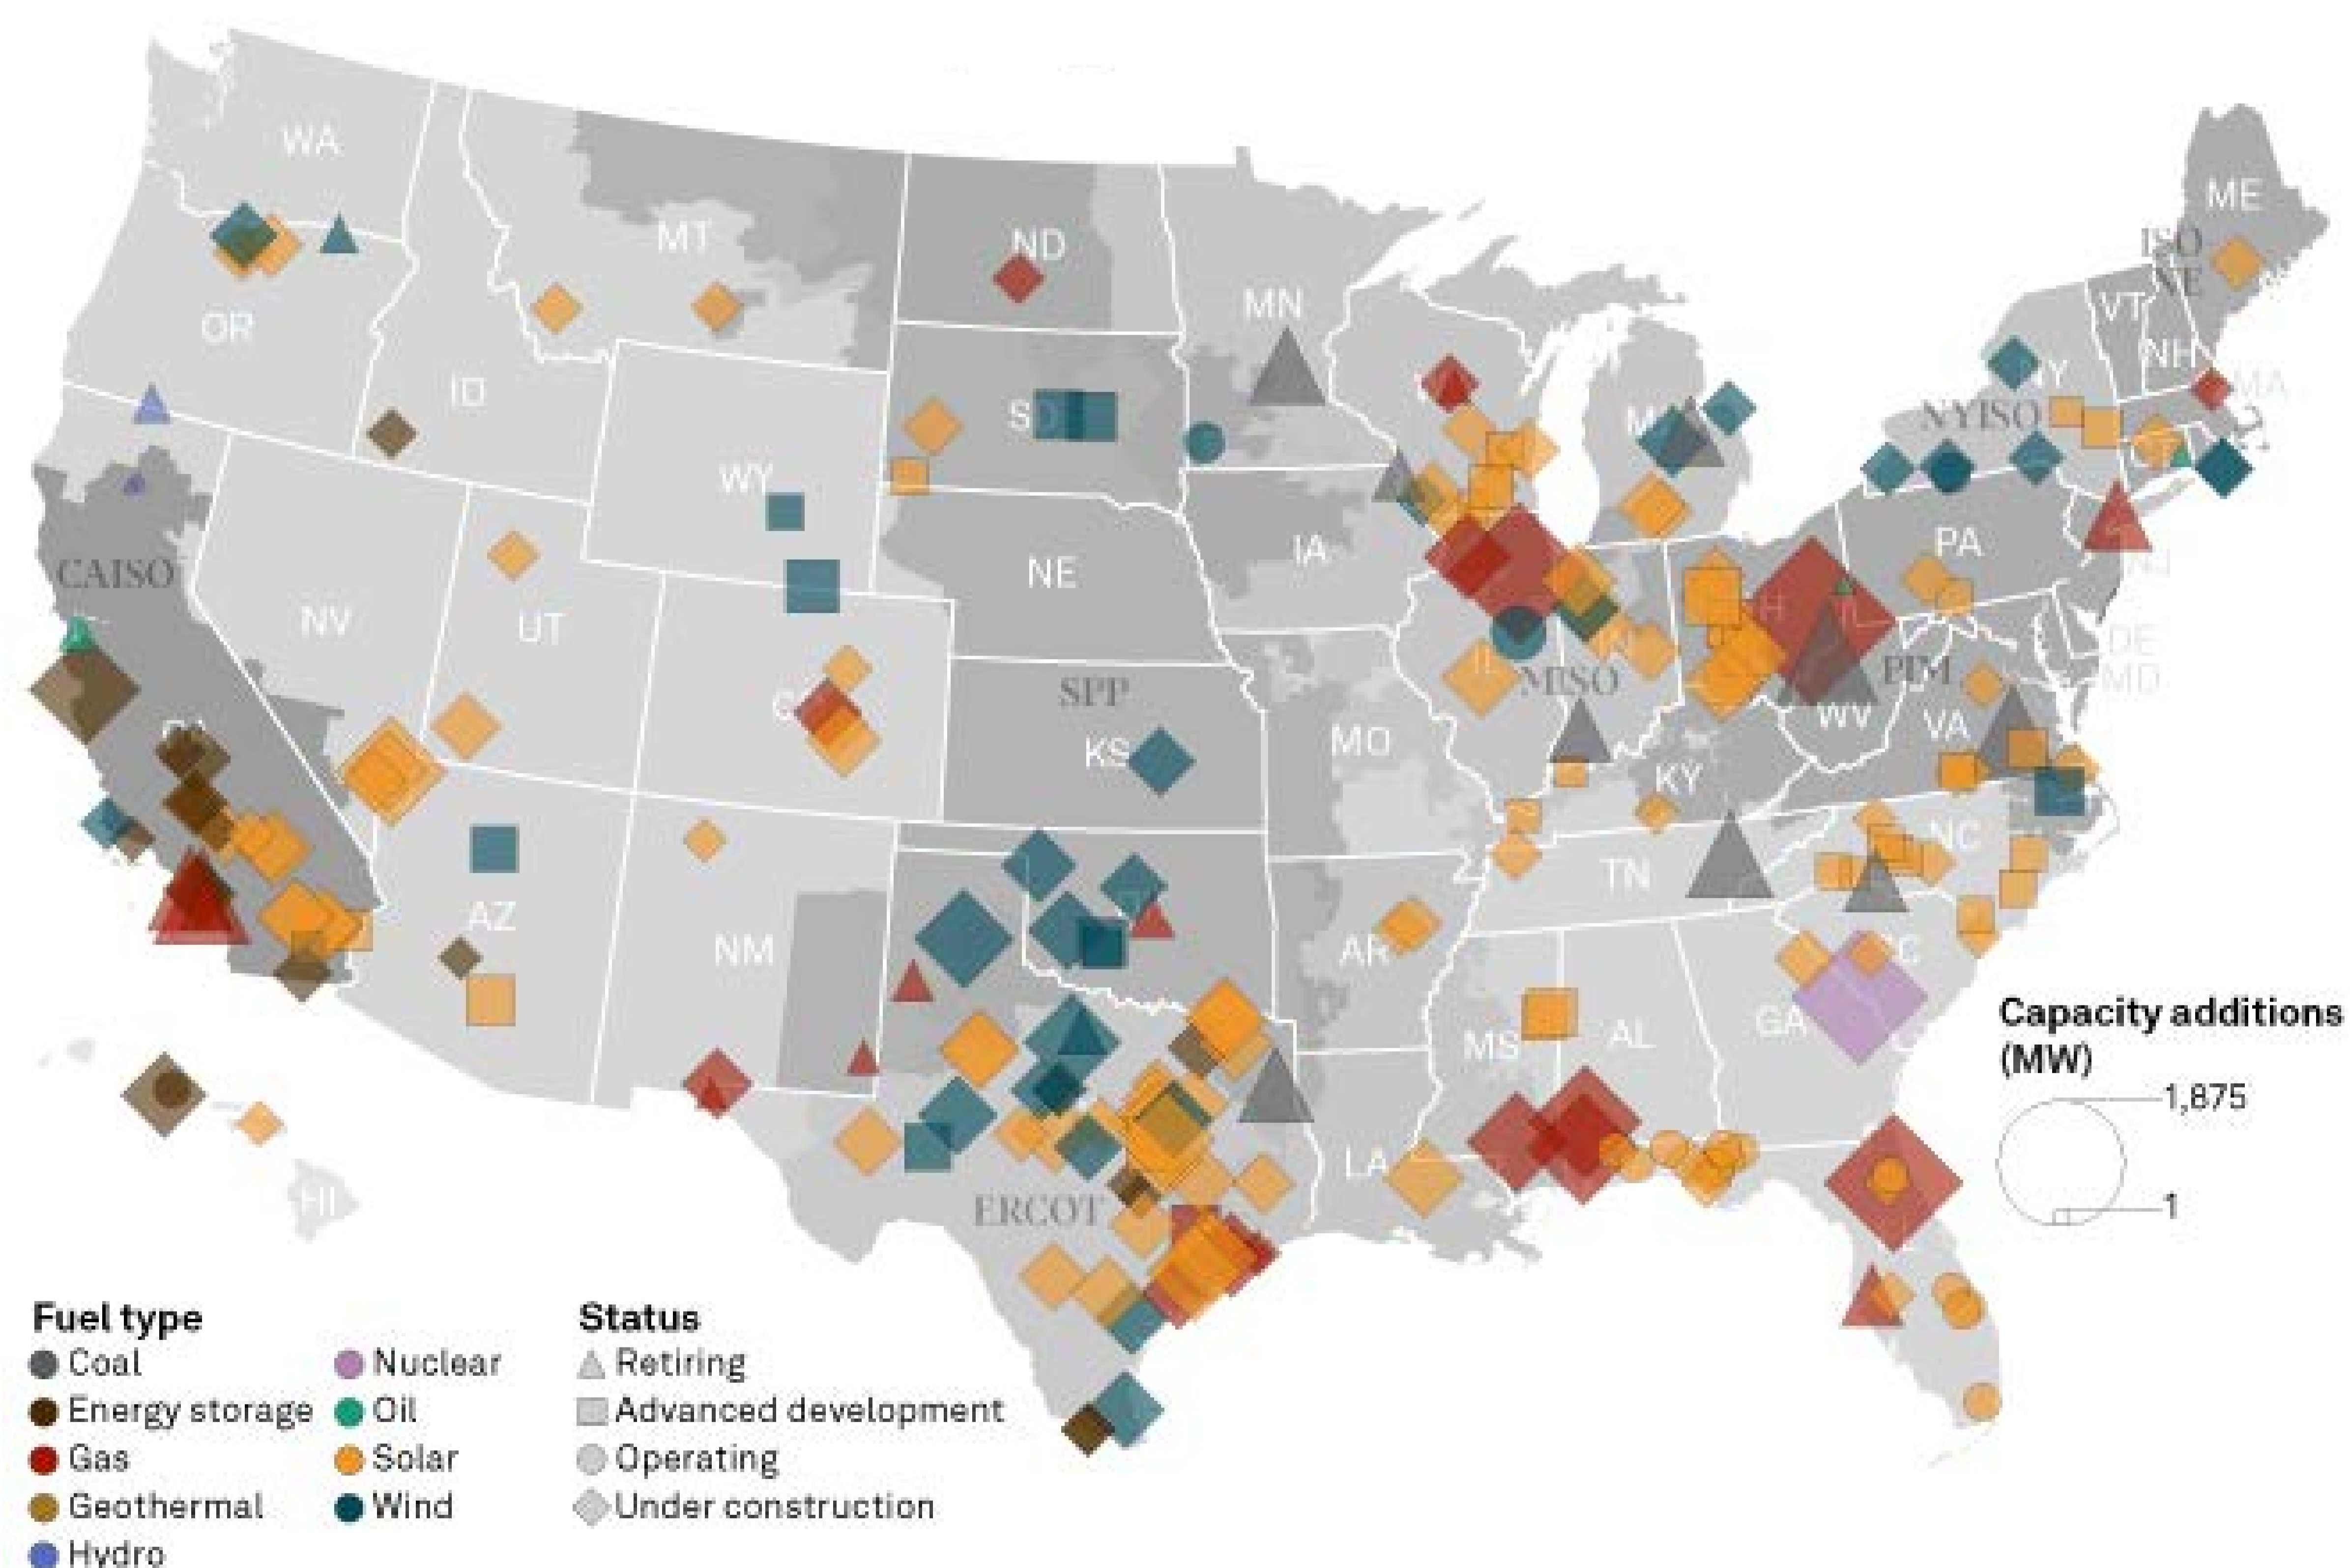 WA
ME
MT
ND
ISO
NE
MN
VT
OR
NH
ID
MA
NYISO
WY
PA
CAISO
IA
NE
NV
UT
DE
MD
SPP
MISO
PJM
WV
VA
KS
MO
KY
NC
TN
AZ
NM
AR
GA
MS
AL
LA
ERCOT
HI
Capacity additions
(MW)
1,875
1
Fuel type
Coal
Energy storage
Gas
Geothermal
Hydro
Nuclear
Oil
Solar
Wind
Status
Retiring
Advanced development
Operating
Under construction